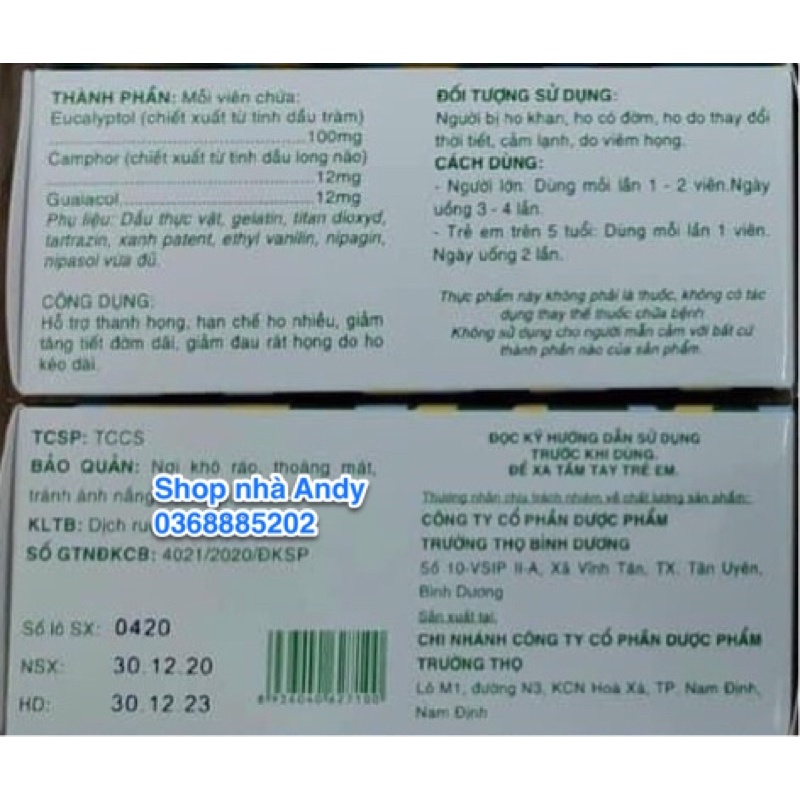 THÀNH PHẦN: Mỗi viên chứa:
Eucalyptol (chiết xuất từ tinh dầu tràm)
...100mg
Camphor (chiết xuất từ tinh dầu long não)
...12mg
Guaiacol...12mg
Phụ liệu: Dầu thực vật, gelatin, titan dioxyd,
tartrazin, xanh patent, ethyl vanilin, nipagin,
nipasol vừa đủ.
CÔNG DỤNG:
Hỗ trợ thanh họng, hạn chế ho nhiều, giảm
tăng tiết đờm dãi, giảm đau rát họng do ho
kéo dài.
ĐỐI TƯỢNG SỬ DỤNG:
Người bị ho khan, ho có đờm, ho do thay đổi
thời tiết, cảm lạnh, do viêm họng.
CÁCH DÙNG:
- Người lớn: Dùng mỗi lần 1 - 2 viên.Ngày
uống 3 - 4 lần.
- Trẻ em trên 5 tuổi: Dùng mỗi lần 1 viên.
Ngày uống 2 lần.
Thực phẩm này không phải là thuốc, không có tác
dụng thay thế thuốc chữa bệnh
Không sử dụng cho người mẫn cảm với bất cứ
thành phần nào của sản phẩm.
TCSP: TCCS
BẢO QUẢN: Nơi khô ráo, thoáng mát,
tránh ánh nắng
Shop nhà Andy
KLTB: Dịch
0368885202
SỐ GTNĐKCB: 4021/2020/ĐKSP
Số lô SX: 0420
NSX: 30.12.20
HD: 30.12.23
8 934040 627100
ĐỌC KỸ HƯỚNG DẪN SỬ DỤNG
TRƯỚC KHI DÙNG.
ĐỂ XA TẦM TAY TRẺ EM.
Thương nhân chịu trách nhiệm về chất lượng sản phẩm:
CÔNG TY CỔ PHẦN DƯỢC PHẨM
TRƯỜNG THỌ BÌNH DƯƠNG
Số 10-VSIP II-A, Xã Vĩnh Tân, TX. Tân Uyên,
Bình Dương
Sản xuất tại:
CHI NHÁNH CÔNG TY CỔ PHẦN DƯỢC PHẨM
TRƯỜNG THỌ
Lô M1, đường N3, KCN Hoà Xá, TP. Nam Định,
Nam Định